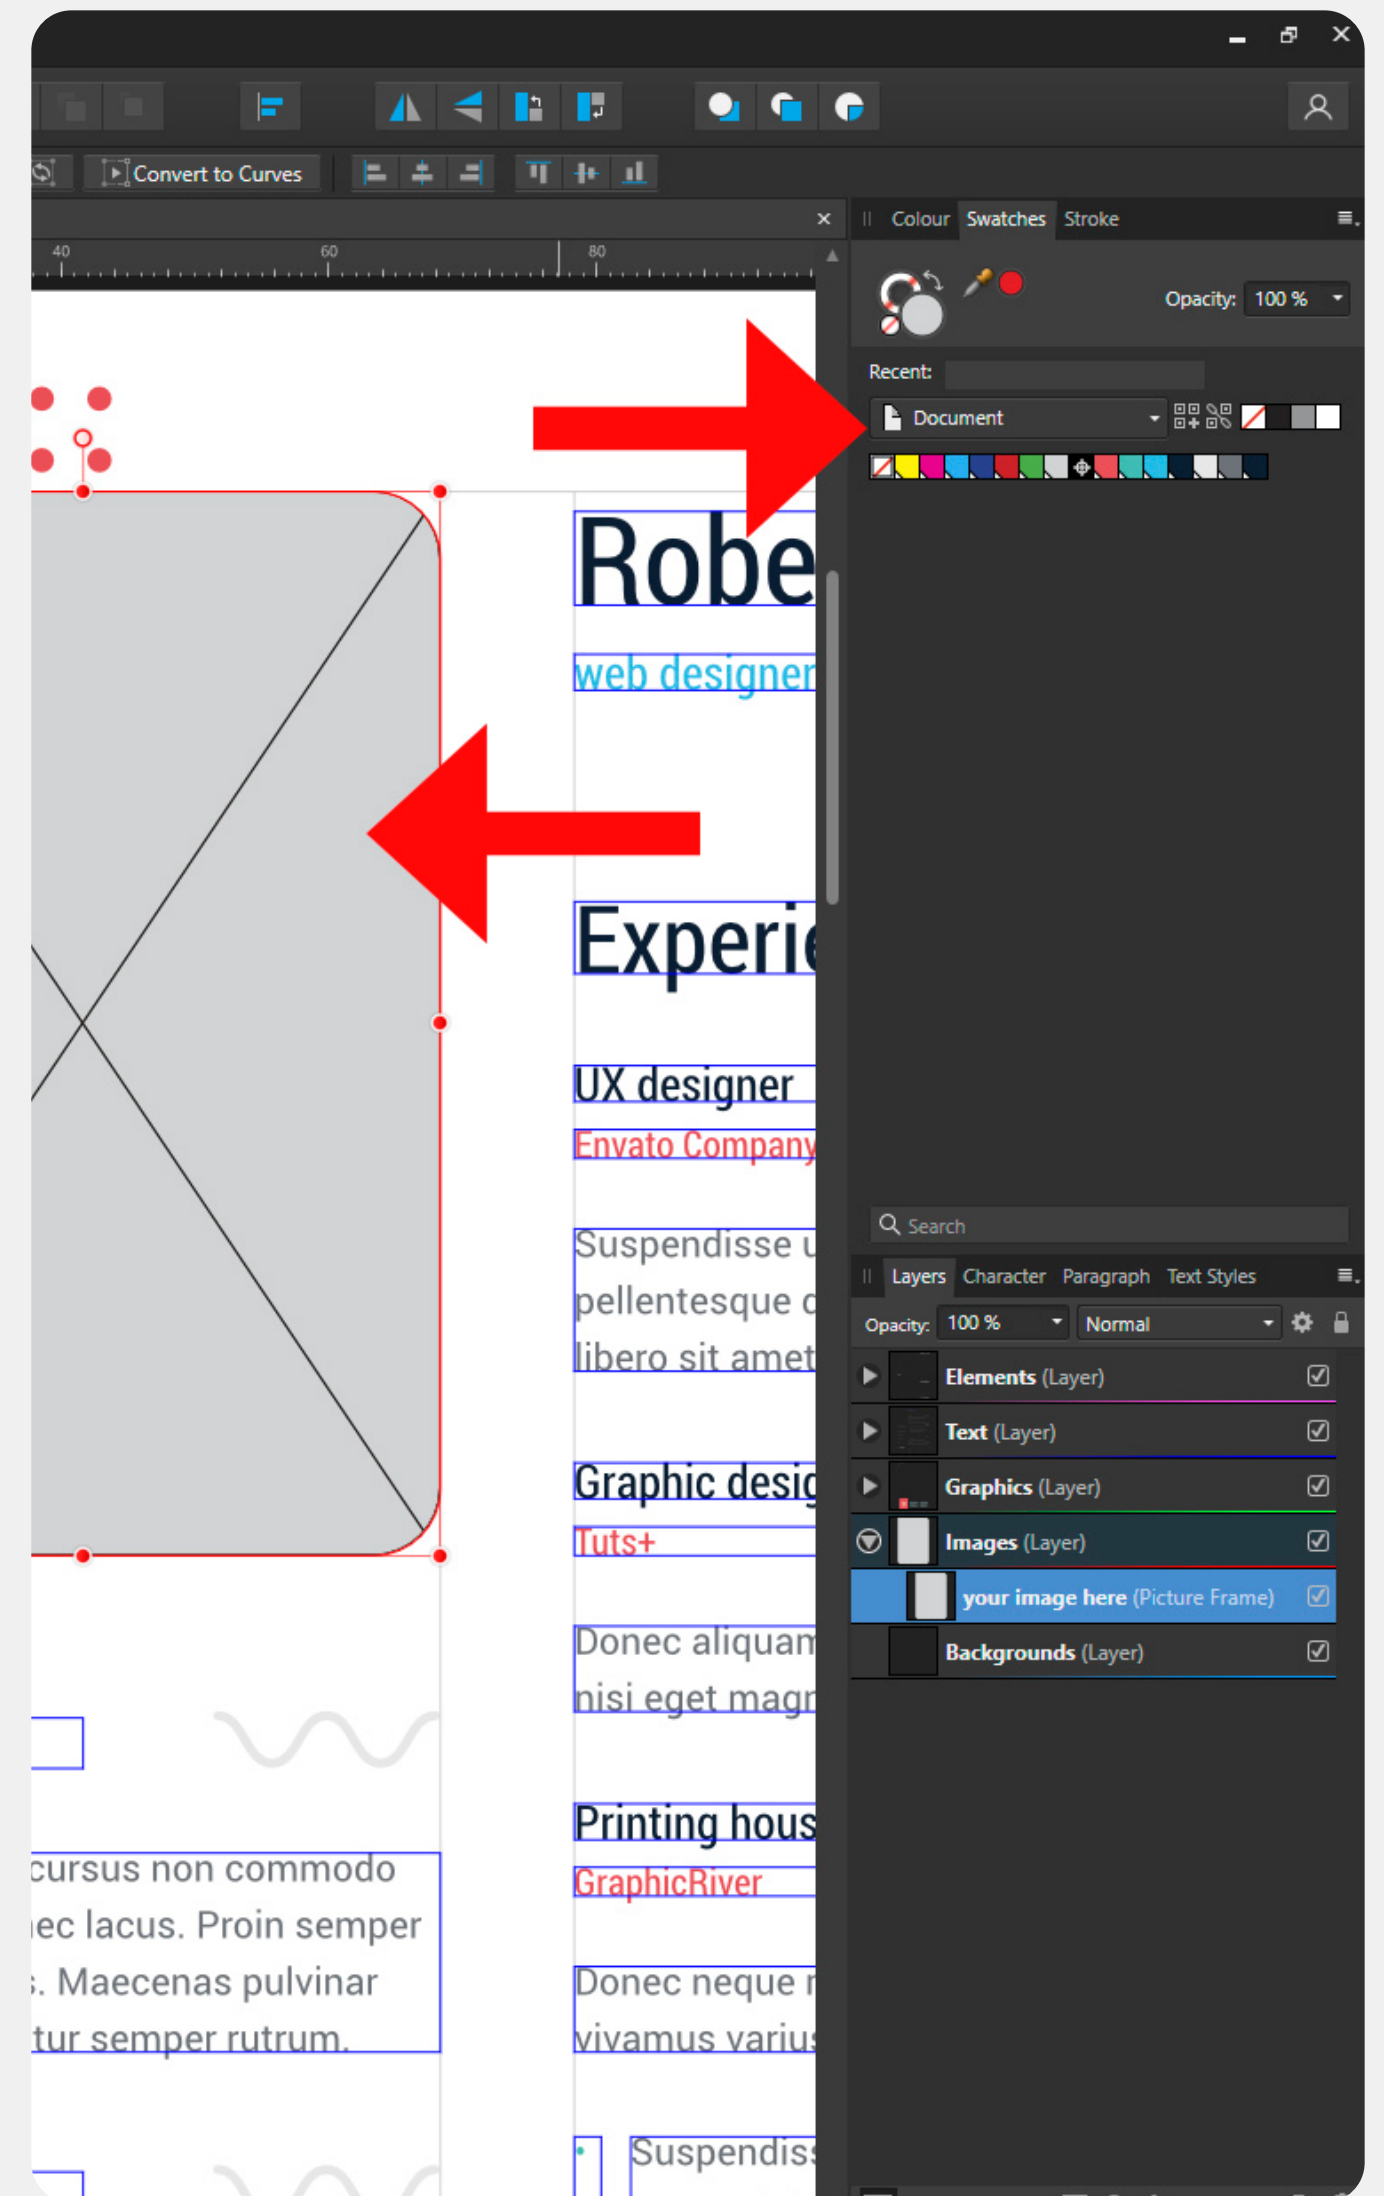 Convert to Curves
Colour Swatches Stroke
40 60 80
Opacity: 100 %
Recent:
Document
Robe
web designer
Experie
UX designer
Envato Company
Suspendisse u
pellentesque
libero sit amet
Graphic desig
Tuts+
Donec aliquam
nisi eget magn
Printing hous
GraphicRiver
Donec neque
vivamus varius
Suspendiss
cursus non commodo
ec lacus. Proin semper
s. Maecenas pulvinar
tur semper rutrum.
Search
Layers Character Paragraph Text Styles
Opacity: 100 % Normal
Elements (Layer)
Text (Layer)
Graphics (Layer)
Images (Layer)
your image here (Picture Frame)
Backgrounds (Layer)